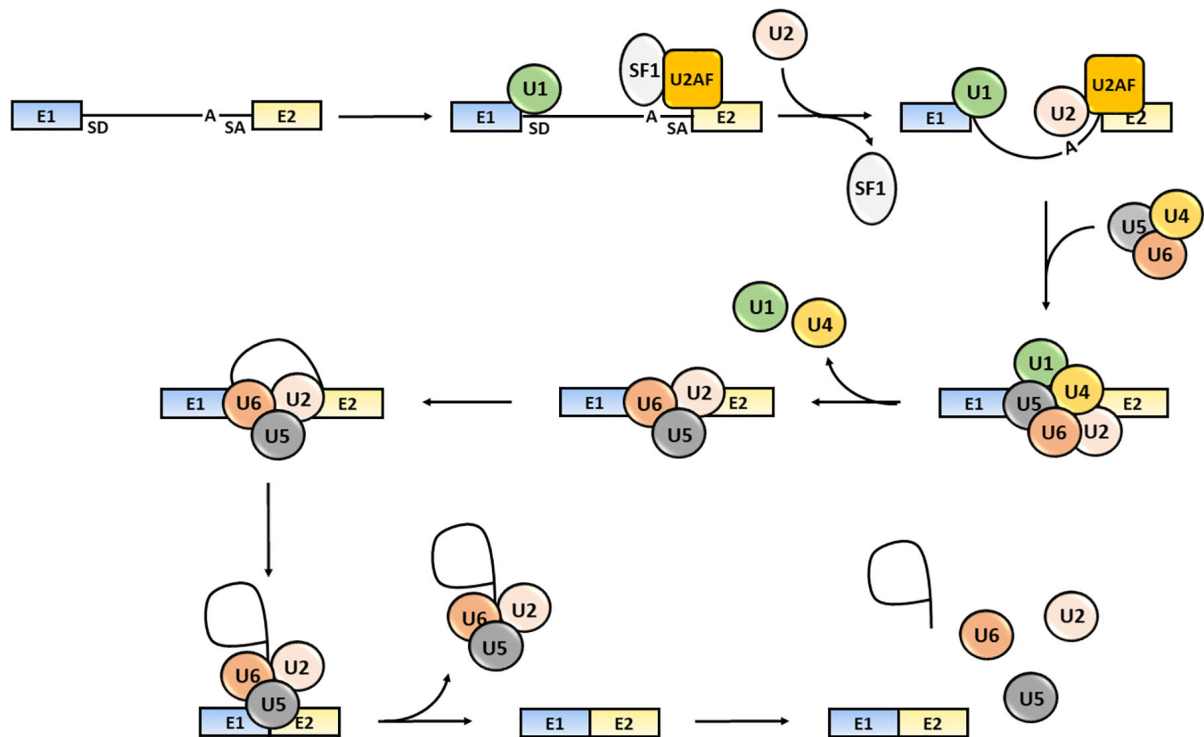 E1 SD A SA E2
U1 E1 SD SF1 U2AF A SA E2
U2
SF1
U1 E1 U2 U2AF A E2
U5 U4 U6
U1 U4 E1 U5 U6 U2 E2
U1 U4
E1 U6 U2 U5 E2
E1 U6 U2 U5 E2
U6 U2 U5 E1 E2
U6 U2 U5
E1 E2
U6 U2 U5
E1 E2